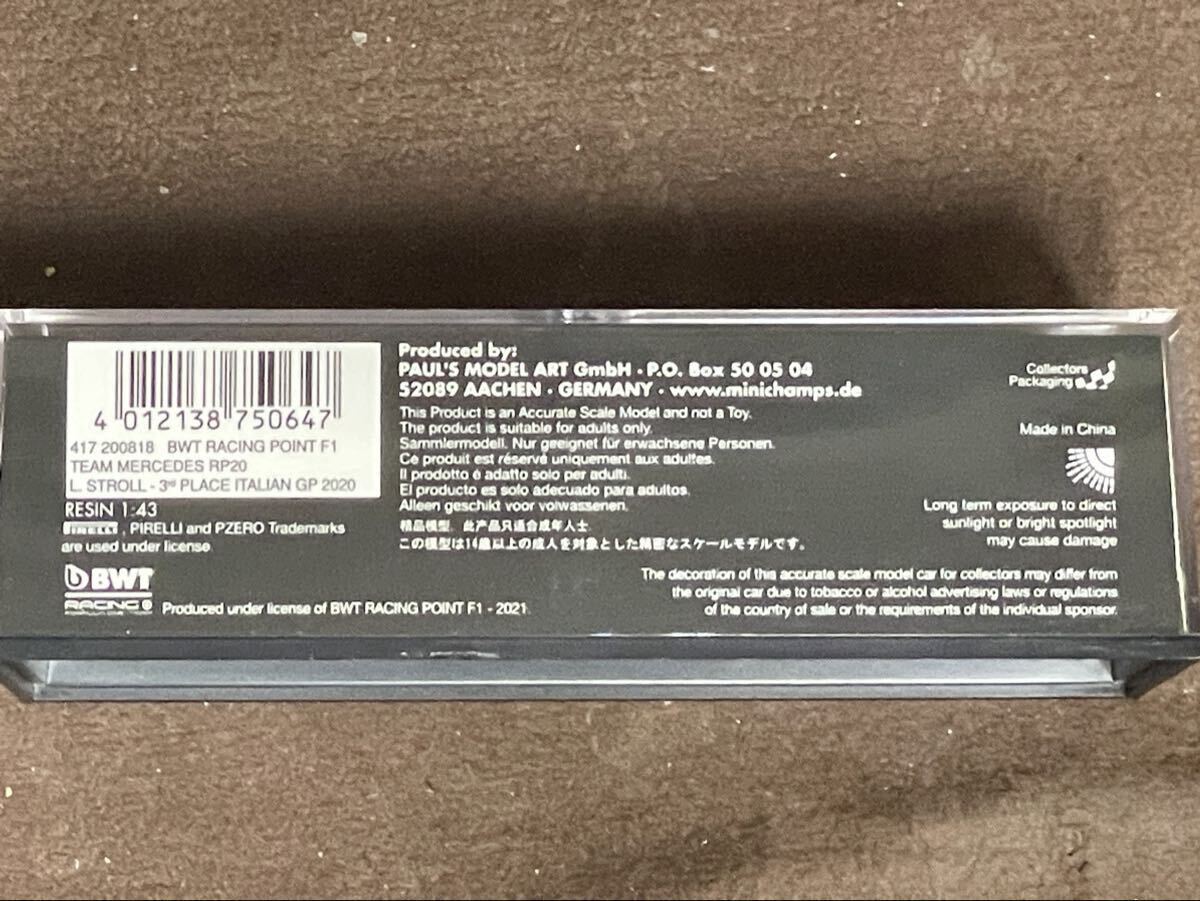 4 012138 750647
417 200818 BWT RACING POINT F1
TEAM MERCEDES RP20
L. STROLL - 3rd PLACE ITALIAN GP 2020
RESIN 1:43
PIRELLI, PIRELLI and PZERO Trademarks
are used under license
BWT
RACING
Produced under license of BWT RACING POINT F1 - 2021
Produced by:
PAUL'S MODEL ART GmbH · P.O. Box 50 05 04
52089 AACHEN · GERMANY · www.minichamps.de
This Product is an Accurate Scale Model and not a Toy.
The product is suitable for adults only.
Sammlermodell. Nur geeignet für erwachsene Personen.
Ce produit est réservé uniquement aux adultes.
Il prodotto é adatto solo per adulti.
El producto es solo adecuado para adultos.
Alleen geschikt voor volwassenen.
精品模型，此产品只适合成年人士
この模型は14歳以上の成人を対象とした精密なスケールモデルです。
Collectors
Packaging
Made in China
Long term exposure to direct
sunlight or bright spotlight
may cause damage
The decoration of this accurate scale model car for collectors may differ from
the original car due to tobacco or alcohol advertising laws or regulations
of the country of sale or the requirements of the individual sponsor.